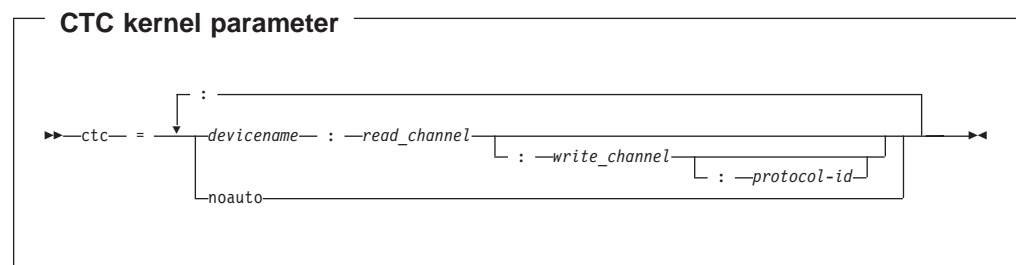 CTC kernel parameter
:
ctc = devicename : read_channel
: write_channel
: protocol-id
noauto